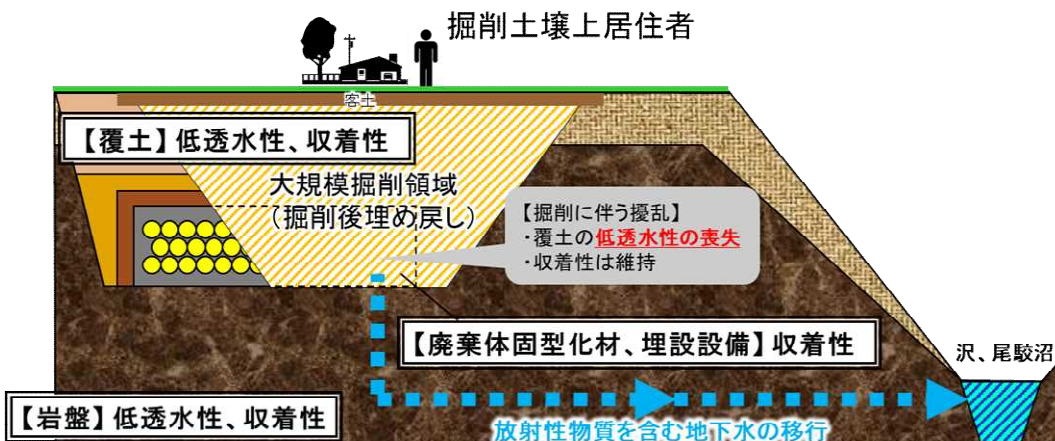 掘削土壌上居住者
客土
【覆土】低透水性、収着性
大規模掘削領域
（掘削後埋め戻し）
【掘削に伴う擾乱】
・覆土の低透水性の喪失
・収着性は維持
【廃棄体固型化材、埋設設備】収着性
沢、尾駮沼
【岩盤】低透水性、収着性
放射性物質を含む地下水の移行